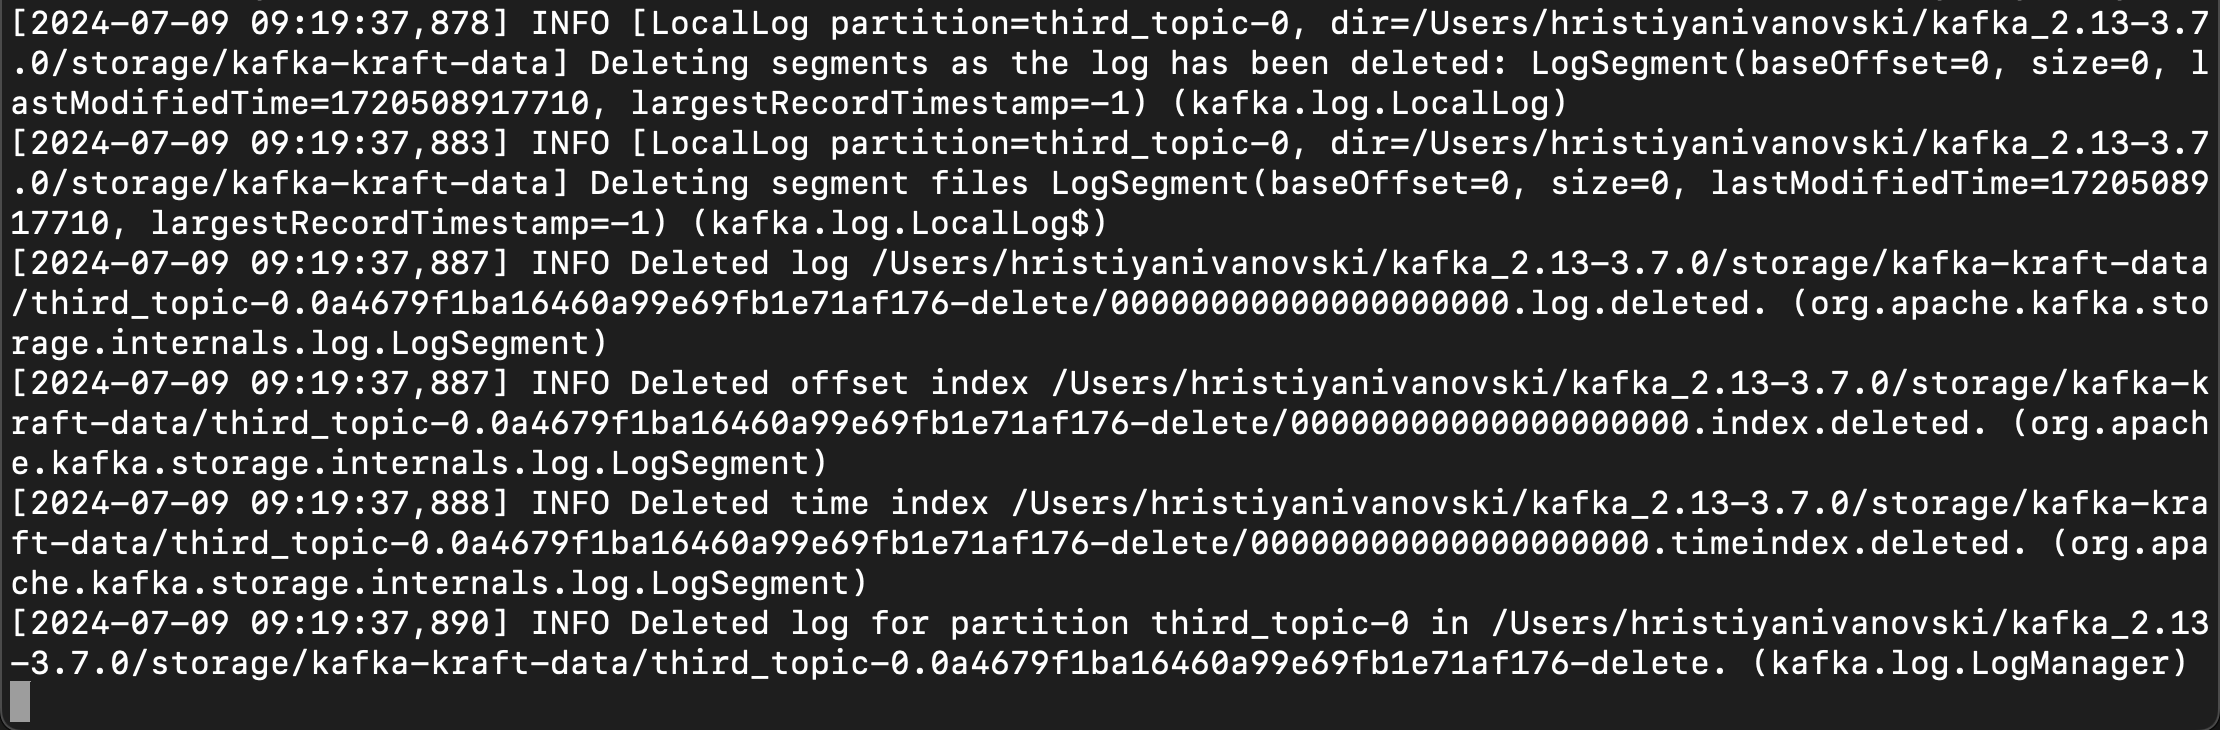 [2024-07-09 09:19:37,878] INFO [LocalLog partition=third_topic-0, dir=/Users/hristiyanivanovski/kafka_2.13-3.7
.0/storage/kafka-kraft-data] Deleting segments as the log has been deleted: LogSegment(baseOffset=0, size=0, l
astModifiedTime=1720508917710, largestRecordTimestamp=-1) (kafka.log.LocalLog)
[2024-07-09 09:19:37,883] INFO [LocalLog partition=third_topic-0, dir=/Users/hristiyanivanovski/kafka_2.13-3.7
.0/storage/kafka-kraft-data] Deleting segment files LogSegment(baseOffset=0, size=0, lastModifiedTime=17205089
17710, largestRecordTimestamp=-1) (kafka.log.LocalLog$)
[2024-07-09 09:19:37,887] INFO Deleted log /Users/hristiyanivanovski/kafka_2.13-3.7.0/storage/kafka-kraft-data
/third_topic-0.0a4679f1ba16460a99e69fb1e71af176-delete/00000000000000000000.log.deleted. (org.apache.kafka.sto
rage.internals.log.LogSegment)
[2024-07-09 09:19:37,887] INFO Deleted offset index /Users/hristiyanivanovski/kafka_2.13-3.7.0/storage/kafka-k
raft-data/third_topic-0.0a4679f1ba16460a99e69fb1e71af176-delete/00000000000000000000.index.deleted. (org.apach
e.kafka.storage.internals.log.LogSegment)
[2024-07-09 09:19:37,888] INFO Deleted time index /Users/hristiyanivanovski/kafka_2.13-3.7.0/storage/kafka-kra
ft-data/third_topic-0.0a4679f1ba16460a99e69fb1e71af176-delete/00000000000000000000.timeindex.deleted. (org.apa
che.kafka.storage.internals.log.LogSegment)
[2024-07-09 09:19:37,890] INFO Deleted log for partition third_topic-0 in /Users/hristiyanivanovski/kafka_2.13
-3.7.0/storage/kafka-kraft-data/third_topic-0.0a4679f1ba16460a99e69fb1e71af176-delete. (kafka.log.LogManager)